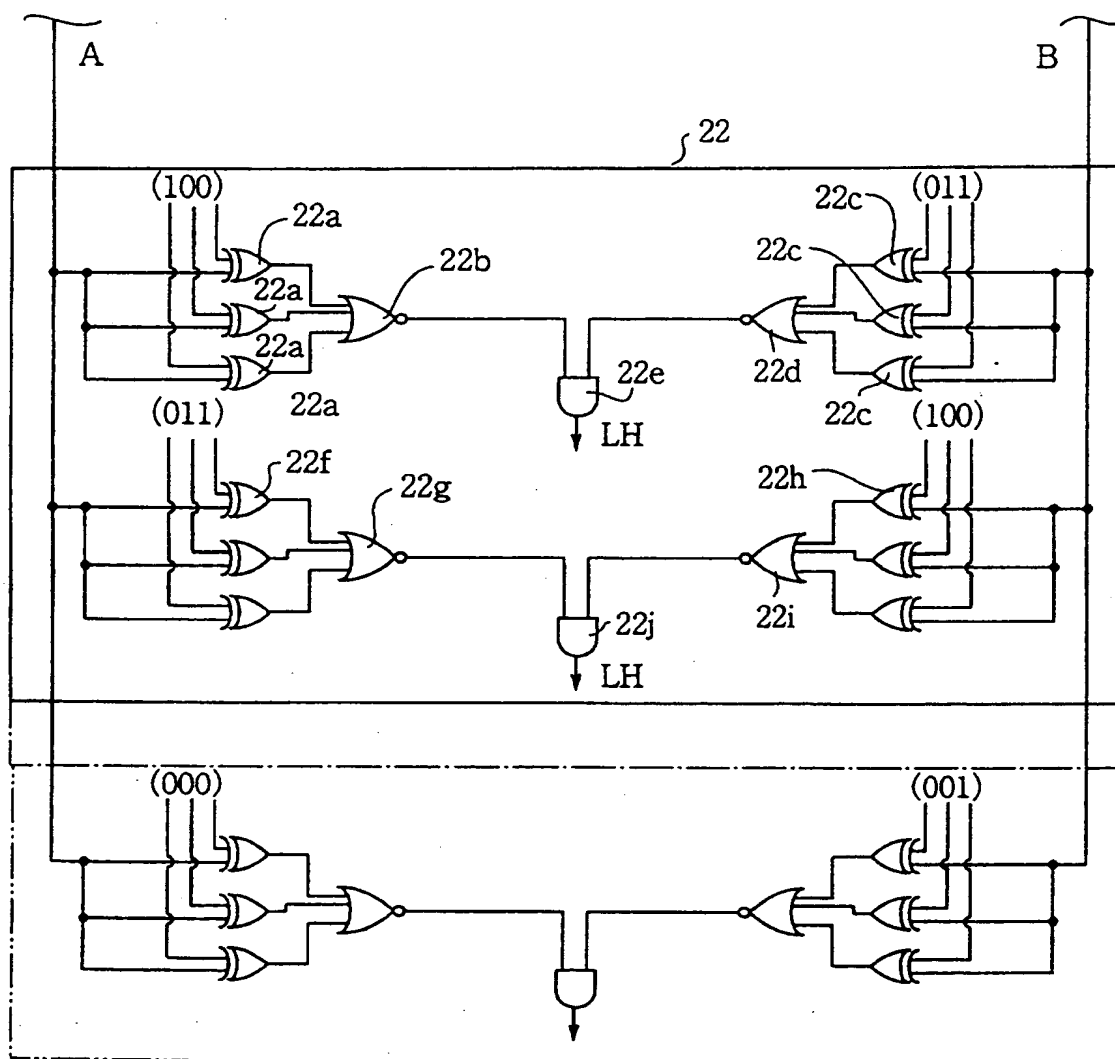 A B
22
(100) (011)
22a 22c
22b 22c
22a
22a
22d
22e
22a 22c
LH
(011) (100)
22f 22h
22g
22j 22i
LH
(000) (001)